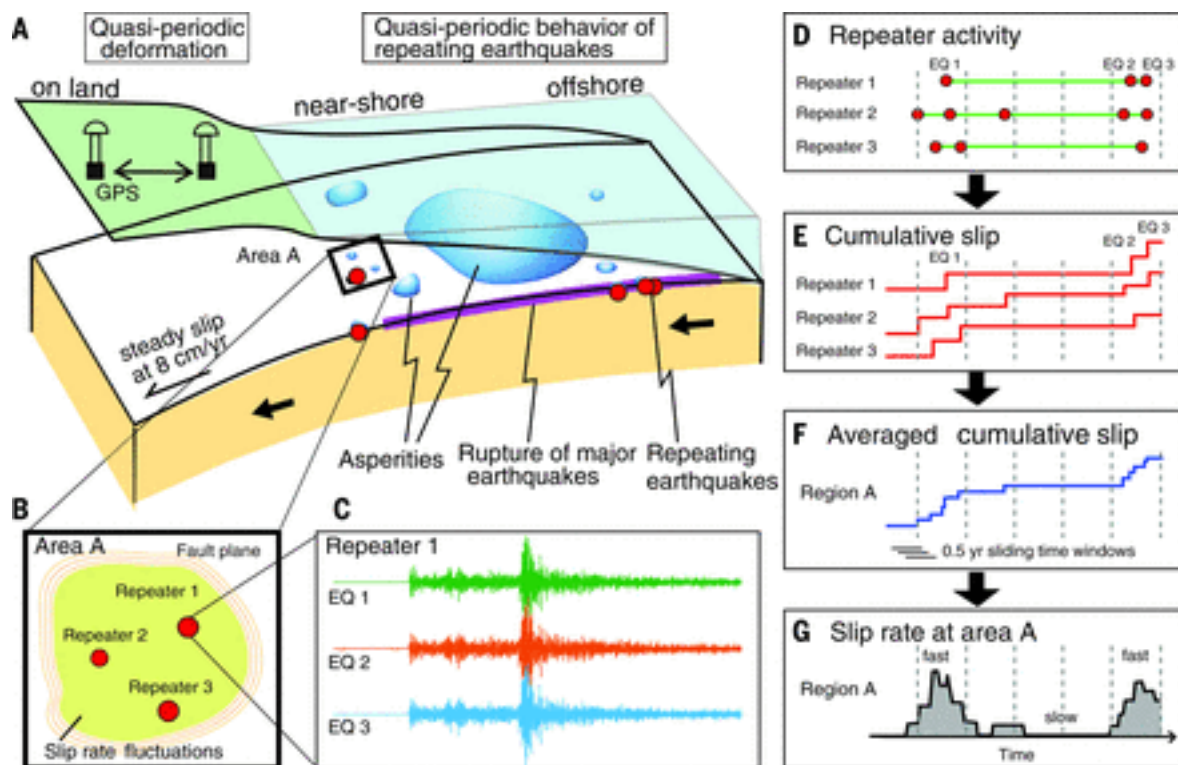 A
Quasi-periodic
deformation
Quasi-periodic behavior of
repeating earthquakes
on land
near-shore
offshore
GPS
Area A
steady slip
at 8 cm/yr
Asperities
Rupture of major
earthquakes
Repeating
earthquakes
B
Area A
Fault plane
Repeater 1
Repeater 2
Repeater 3
Slip rate fluctuations
C
Repeater 1
EQ 1
EQ 2
EQ 3
D Repeater activity
EQ 1
EQ 2
EQ 3
Repeater 1
Repeater 2
Repeater 3
E Cumulative slip
EQ 3
EQ 2
EQ 1
Repeater 1
Repeater 2
Repeater 3
F Averaged cumulative slip
Region A
0.5 yr sliding time windows
G Slip rate at area A
fast
fast
Region A
slow
Time